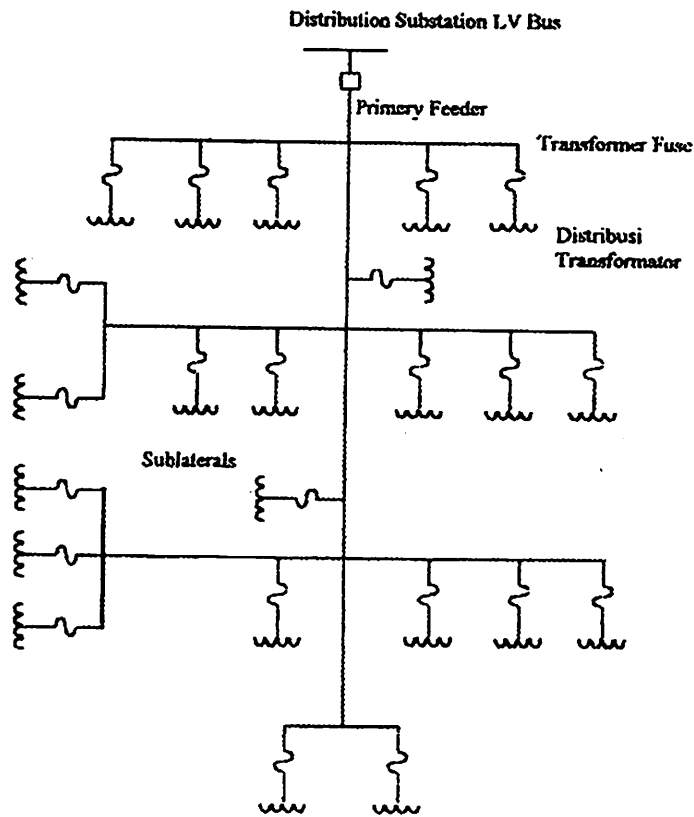 Distribution Substation LV Bus
Primery Feeder
Transformer Fuse
Distribusi
Transformator
Sublaterals